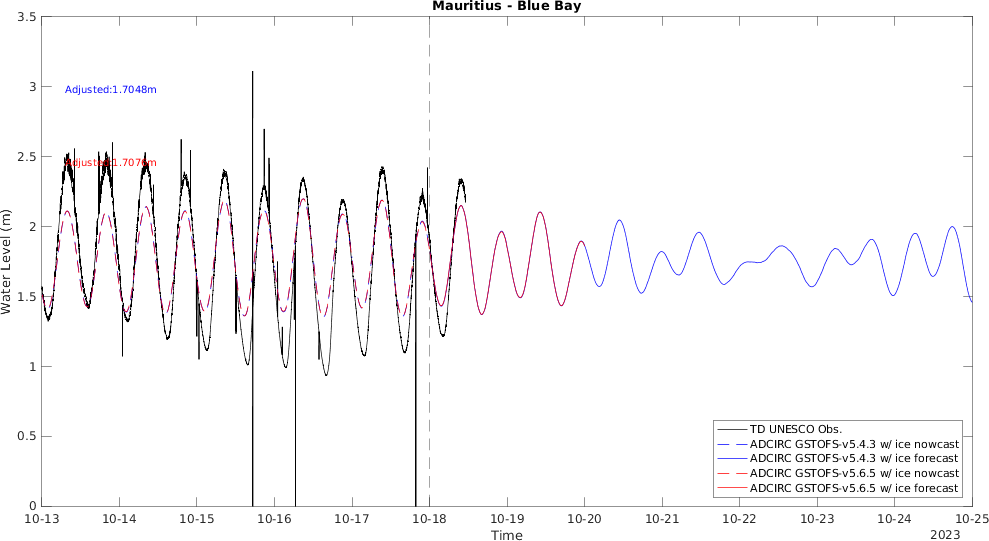 Mauritius - Blue Bay
Water Level (m)
3.5
3
2.5
2
1.5
1
0.5
0
Adjusted:1.7048m
Adjusted:1.7076m
TD UNESCO Obs.
ADCIRC GSTOFS-v5.4.3 w/ ice nowcast
ADCIRC GSTOFS-v5.4.3 w/ ice forecast
ADCIRC GSTOFS-v5.6.5 w/ ice nowcast
ADCIRC GSTOFS-v5.6.5 w/ ice forecast
10-13 10-14 10-15 10-16 10-17 10-18 10-19 10-20 10-21 10-22 10-23 10-24 10-25
Time
2023